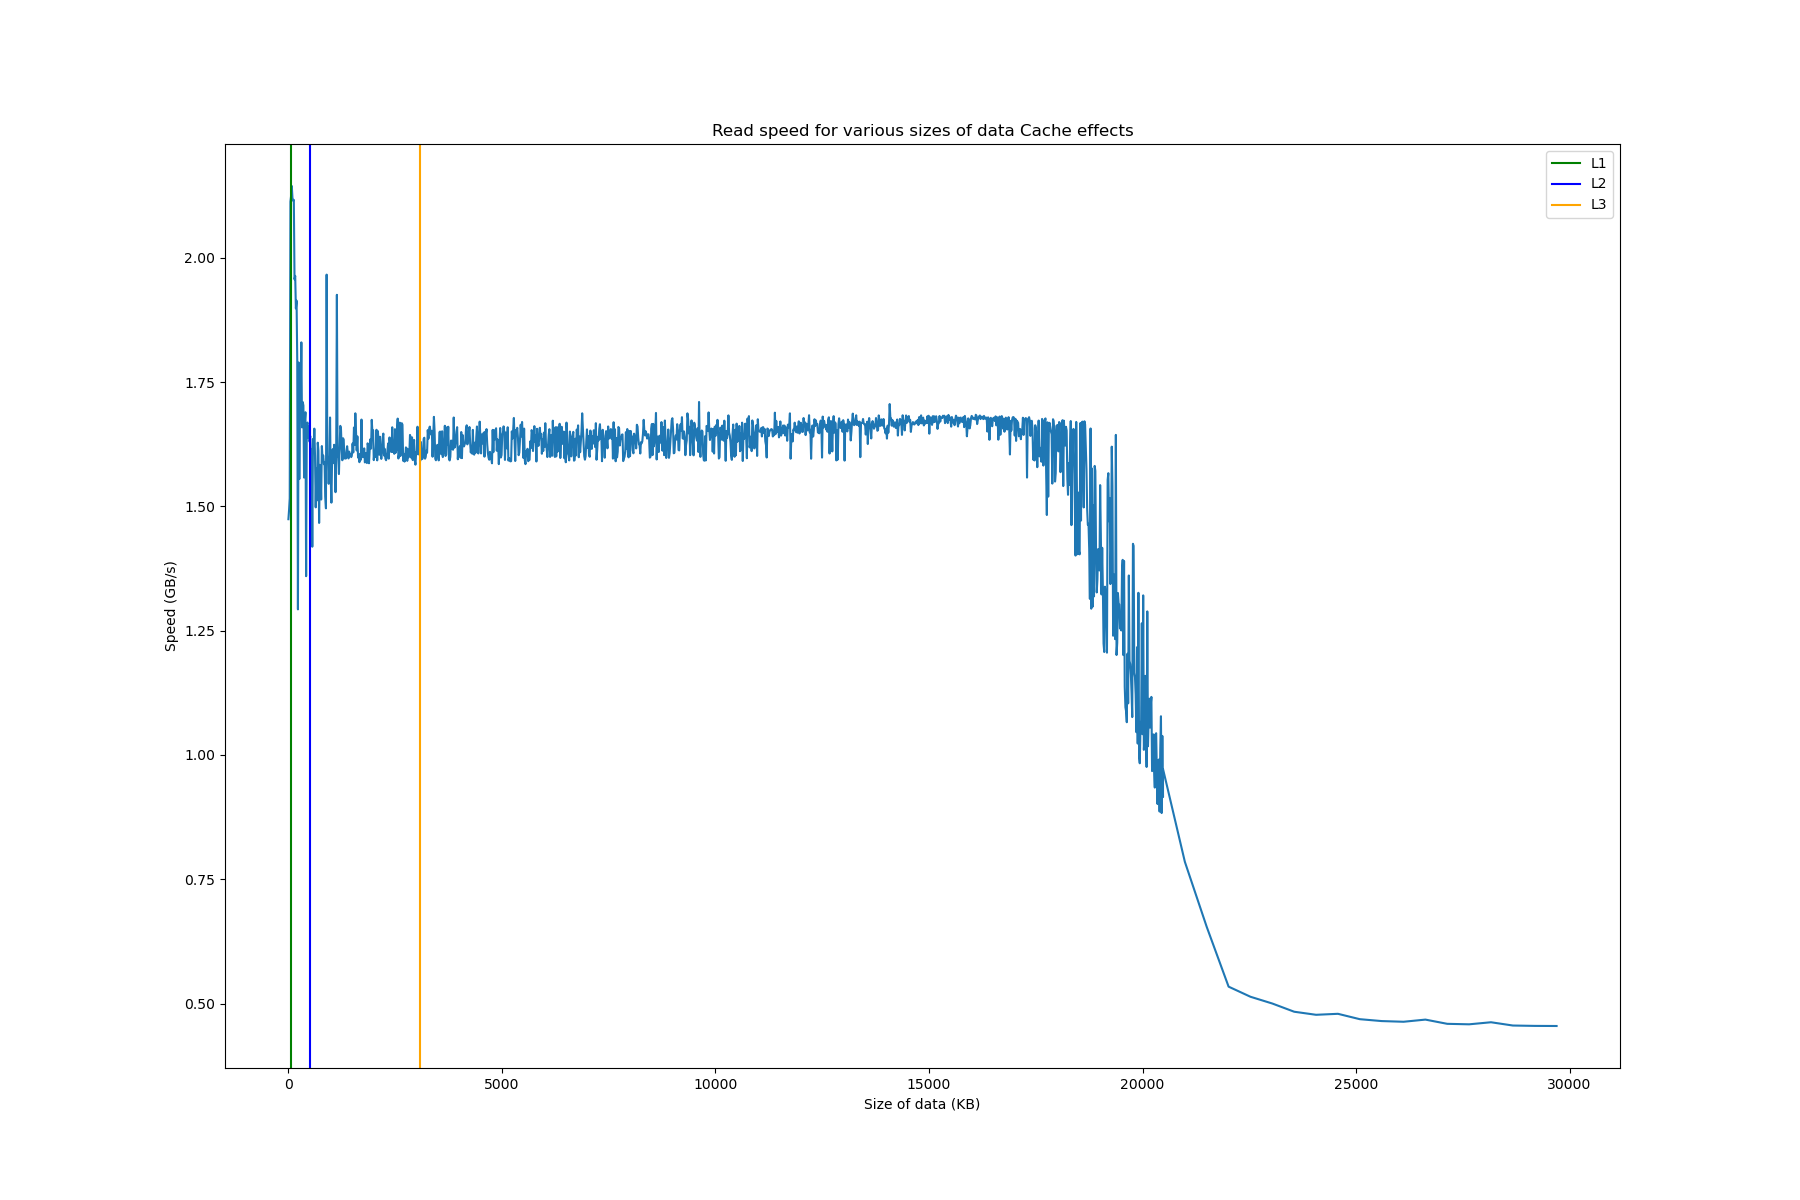 Read speed for various sizes of data Cache effects
L1
L2
L3
2.00
1.75
1.50
1.25
1.00
0.75
0.50
Speed (GB/s)
0 5000 10000 15000 20000 25000 30000
Size of data (KB)